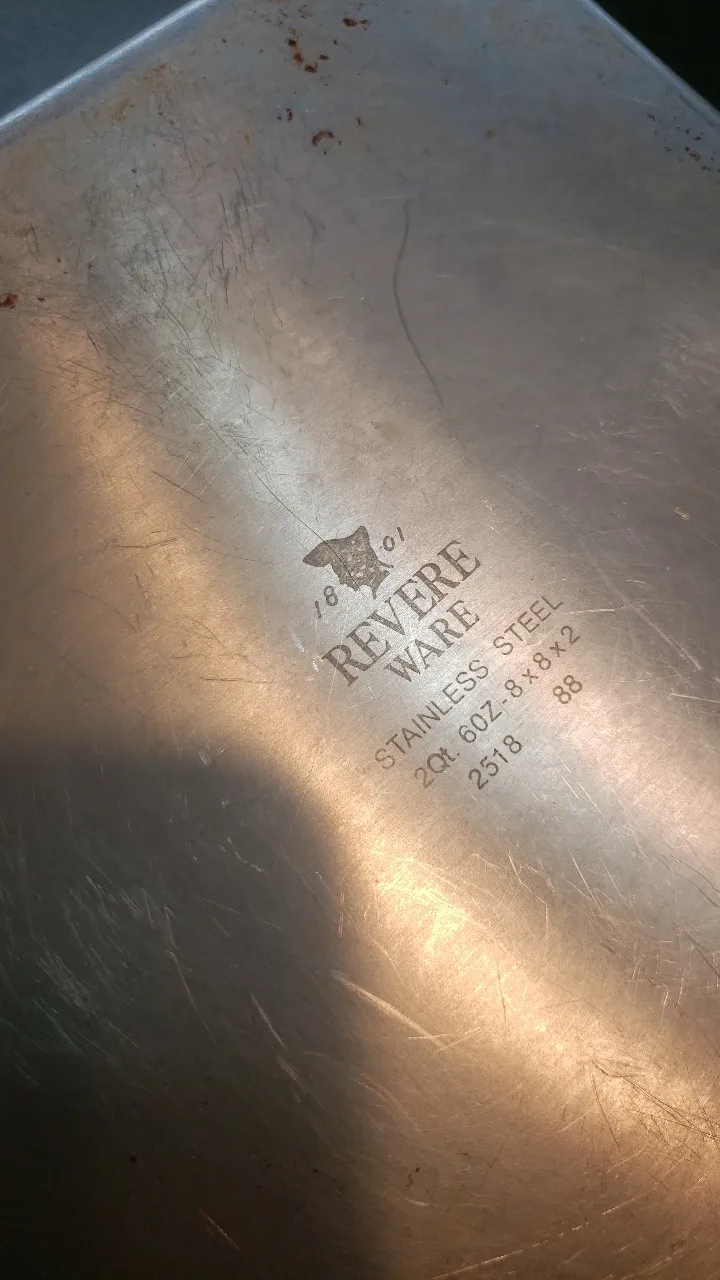 18 01
REVERE
WARE
STAINLESS STEEL
2Qt. 6OZ-8x8x2
2518 88